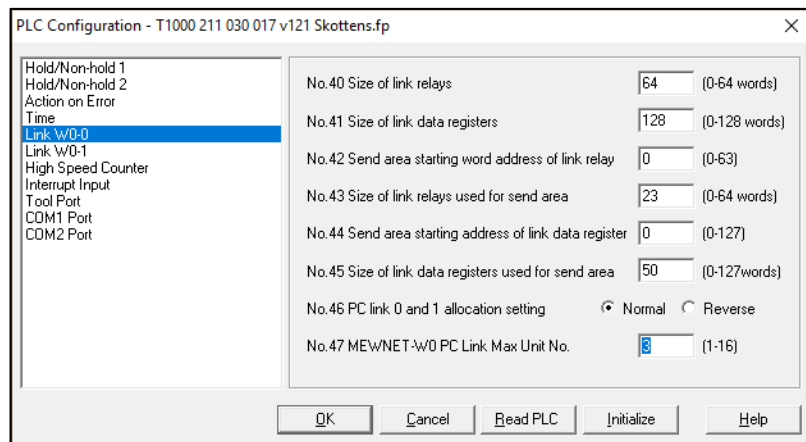 PLC Configuration - T1000 211 030 017 v121 Skottens.fp
Hold/Non-hold 1
Hold/Non-hold 2
Action on Error
Time
Link W0-0
Link W0-1
High Speed Counter
Interrupt Input
Tool Port
COM1 Port
COM2 Port
No.40 Size of link relays 64 (0-64 words)
No.41 Size of link data registers 128 (0-128 words)
No.42 Send area starting word address of link relay 0 (0-63)
No.43 Size of link relays used for send area 23 (0-64 words)
No.44 Send area starting address of link data register 0 (0-127)
No.45 Size of link data registers used for send area 50 (0-127words)
No.46 PC link 0 and 1 allocation setting Normal Reverse
No.47 MEWNET-W0 PC Link Max Unit No. 3 (1-16)
OK Cancel Read PLC Initialize Help